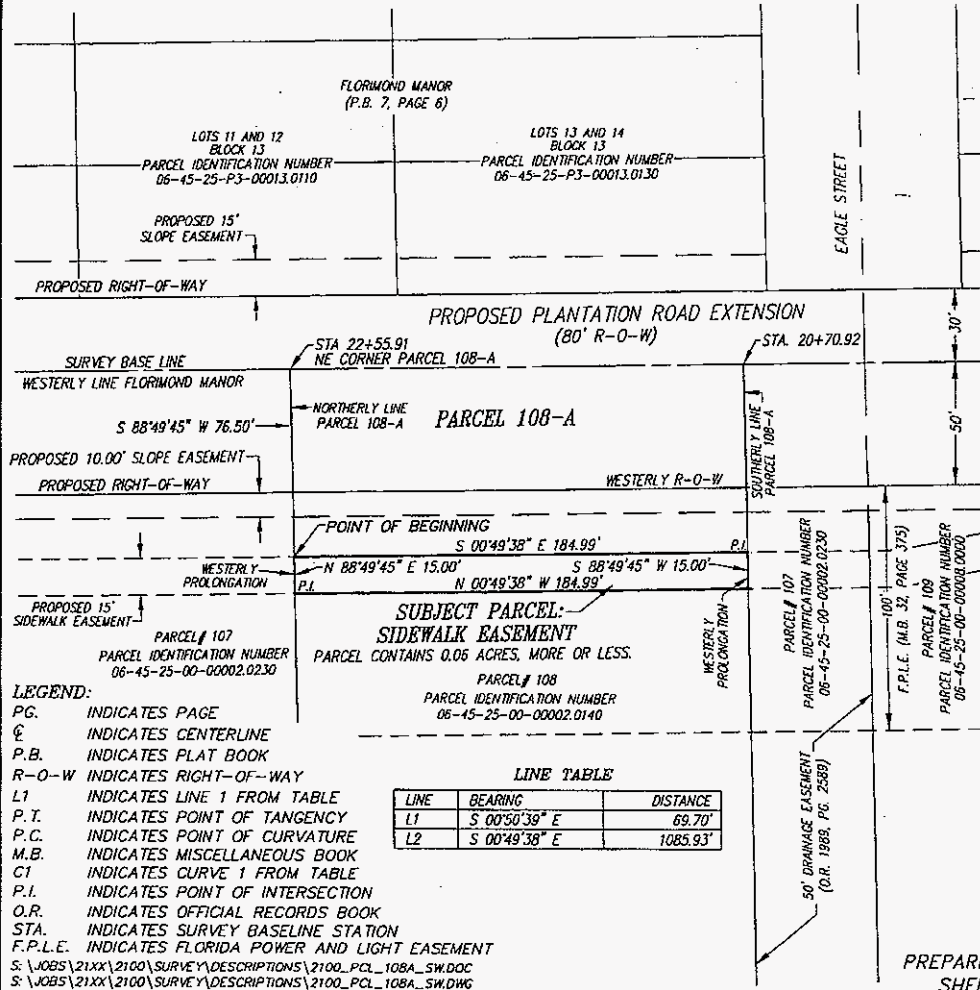 FLORIMOND MANOR
(P.B. 7, PAGE 6)
LOTS 11 AND 12
BLOCK 13
PARCEL IDENTIFICATION NUMBER
06-45-25-P3-00013.0110
LOTS 13 AND 14
BLOCK 13
PARCEL IDENTIFICATION NUMBER
06-45-25-P3-00013.0130
EAGLE STREET
PROPOSED 15'
SLOPE EASEMENT
PROPOSED RIGHT-OF-WAY
PROPOSED PLANTATION ROAD EXTENSION
(80' R-O-W)
30'
STA 22+55.91
NE CORNER PARCEL 108-A
STA. 20+70.92
SURVEY BASE LINE
WESTERLY LINE FLORIMOND MANOR
NORTHERLY LINE
PARCEL 108-A
PARCEL 108-A
SOUTHERLY LINE
PARCEL 108-A
50'
S 88°49'45" W 76.50'
PROPOSED 10.00' SLOPE EASEMENT
PROPOSED RIGHT-OF-WAY
WESTERLY R-O-W
POINT OF BEGINNING
S 00°49'38" E 184.99'
P.I.
WESTERLY
PROLONGATION
N 88°49'45" E 15.00'
S 88°49'45" W 15.00'
P.I.
N 00°49'38" W 184.99'
PROPOSED 15'
SIDEWALK EASEMENT
SUBJECT PARCEL:
SIDEWALK EASEMENT
PARCEL CONTAINS 0.06 ACRES, MORE OR LESS.
WESTERLY
PROLONGATION
PARCEL# 107
PARCEL IDENTIFICATION NUMBER
06-45-25-00-00002.0230
100'
F.P.L.E. (M.B. 32, PAGE 375)
PARCEL# 109
PARCEL IDENTIFICATION NUMBER
06-45-25-00-00008.0000
PARCEL# 107
PARCEL IDENTIFICATION NUMBER
06-45-25-00-00002.0230
PARCEL# 108
PARCEL IDENTIFICATION NUMBER
06-45-25-00-00002.0140
50' DRAINAGE EASEMENT
(O.R. 1989, PG. 2589)
LEGEND:
PG. INDICATES PAGE
℄ INDICATES CENTERLINE
P.B. INDICATES PLAT BOOK
R-O-W INDICATES RIGHT-OF-WAY
L1 INDICATES LINE 1 FROM TABLE
P.T. INDICATES POINT OF TANGENCY
P.C. INDICATES POINT OF CURVATURE
M.B. INDICATES MISCELLANEOUS BOOK
C1 INDICATES CURVE 1 FROM TABLE
P.I. INDICATES POINT OF INTERSECTION
O.R. INDICATES OFFICIAL RECORDS BOOK
STA. INDICATES SURVEY BASELINE STATION
F.P.L.E. INDICATES FLORIDA POWER AND LIGHT EASEMENT
LINE TABLE
LINE BEARING DISTANCE
L1 S 00°50'39" E 69.70'
L2 S 00°49'38" E 1085.93'
S:\JOBS\21XX\2100\SURVEY\DESCRIPTIONS\2100_PCL_108A_SW.DOC
S:\JOBS\21XX\2100\SURVEY\DESCRIPTIONS\2100_PCL_108A_SW.DWG